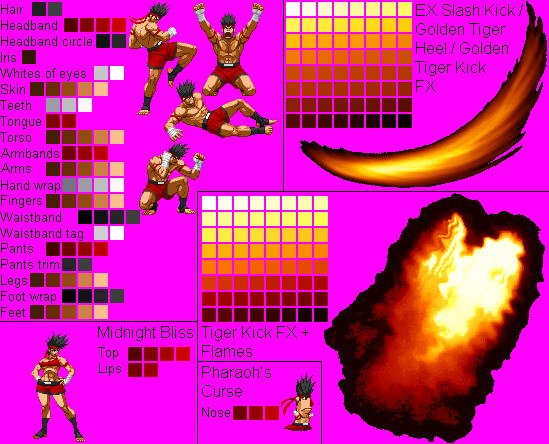 Hair
Headband
Headband circle
Iris
Whites of eyes
Skin
Teeth
Tongue
Torso
Armbands
Arms
Hand wrap
Fingers
Waistband
Waistband tag
Pants
Pants trim
Legs
Foot wrap
Feet
EX Slash Kick /
Golden Tiger
Heel / Golden
Tiger Kick
FX
Tiger Kick FX +
Flames
Midnight Bliss
Top
Lips
Pharaoh's
Curse
Nose